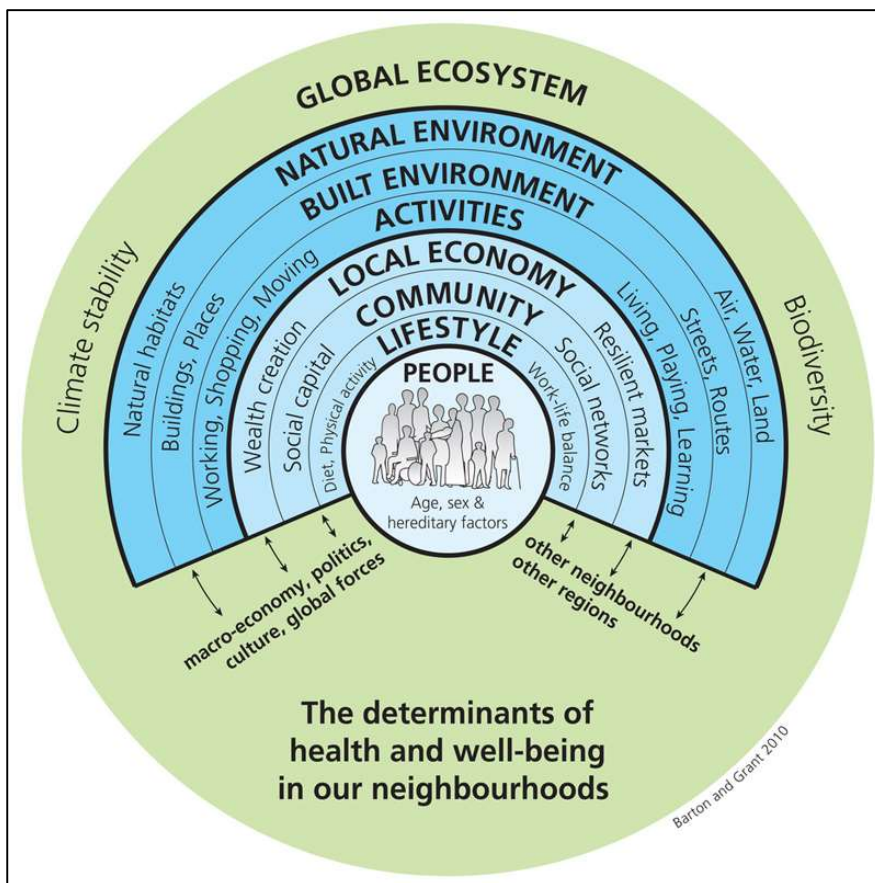 GLOBAL ECOSYSTEM
NATURAL ENVIRONMENT
BUILT ENVIRONMENT
ACTIVITIES
LOCAL ECONOMY
COMMUNITY
LIFESTYLE
PEOPLE
Age, sex &
hereditary factors
Climate stability
Natural habitats
Buildings, Places
Working, Shopping, Moving
Wealth creation
Social capital
Diet, Physical activity
Work-life balance
Social networks
Resilient markets
Living, Playing, Learning
Streets, Routes
Air, Water, Land
Biodiversity
macro-economy, politics,
culture, global forces
other neighbourhoods
other regions
The determinants of
health and well-being
in our neighbourhoods
Barton and Grant 2010